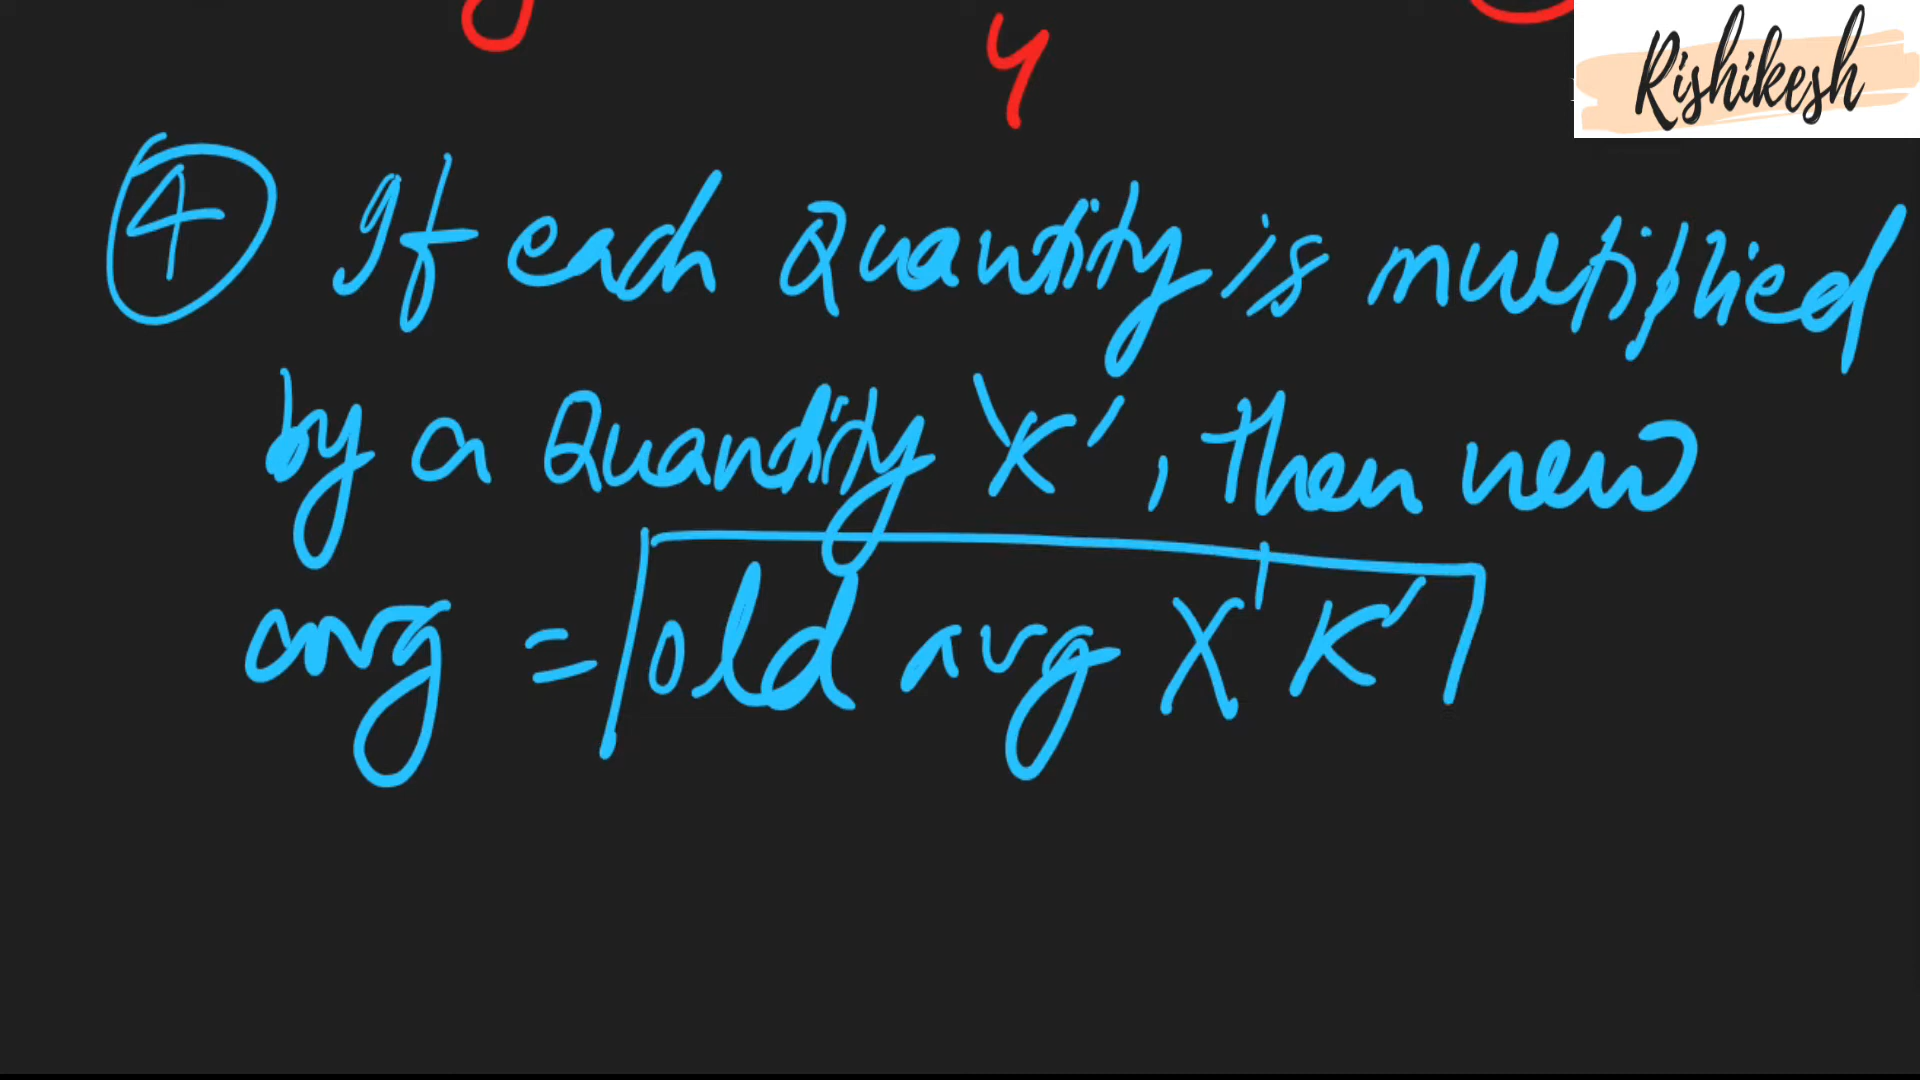 y
Rishikesh
④ If each Quantity is multiplied
by a Quantity 'K', then new
avg = old avg X 'K'